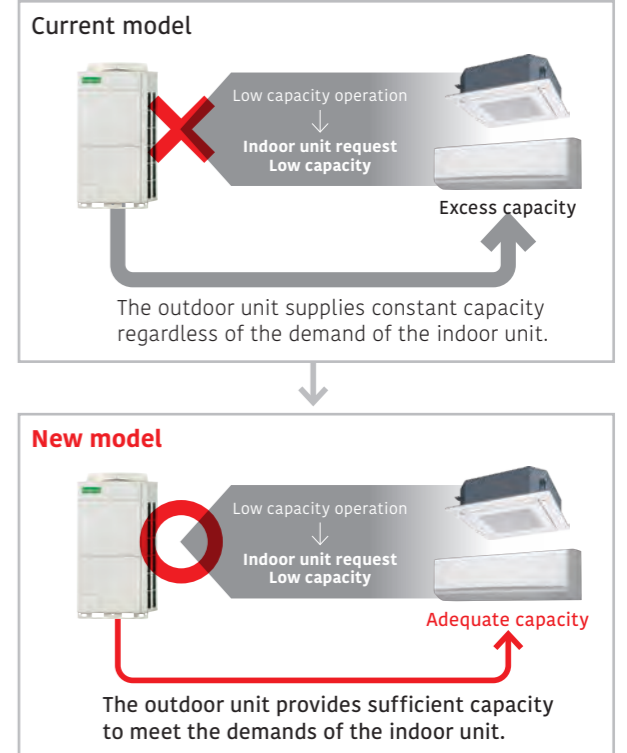 Current model
Low capacity operation
↓
Indoor unit request
Low capacity
Excess capacity
The outdoor unit supplies constant capacity
regardless of the demand of the indoor unit.
New model
Low capacity operation
↓
Indoor unit request
Low capacity
Adequate capacity
The outdoor unit provides sufficient capacity
to meet the demands of the indoor unit.